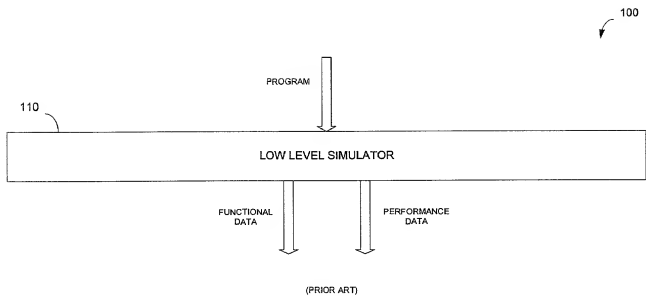 100
PROGRAM
110
LOW LEVEL SIMULATOR
FUNCTIONAL
DATA
PERFORMANCE
DATA
(PRIOR ART)